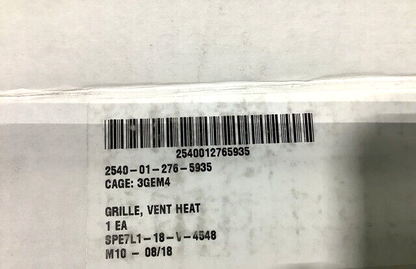 2540012765935
2540-01-276-5935
CAGE: 3GEM4
GRILLE, VENT HEAT
1 EA
SPE7L1-18-V-4548
M10 - 08/18